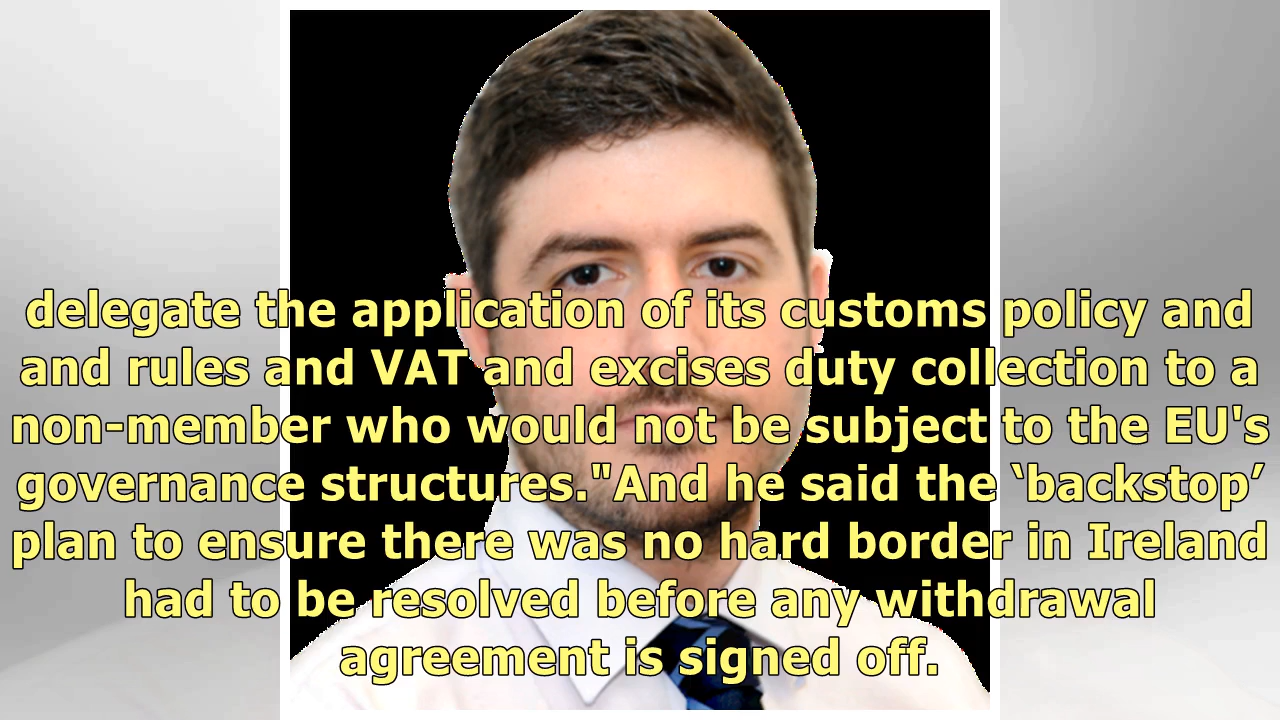 delegate the application of its customs policy and
and rules and VAT and excises duty collection to a
non-member who would not be subject to the EU's
governance structures."And he said the ‘backstop’
plan to ensure there was no hard border in Ireland
had to be resolved before any withdrawal
agreement is signed off.